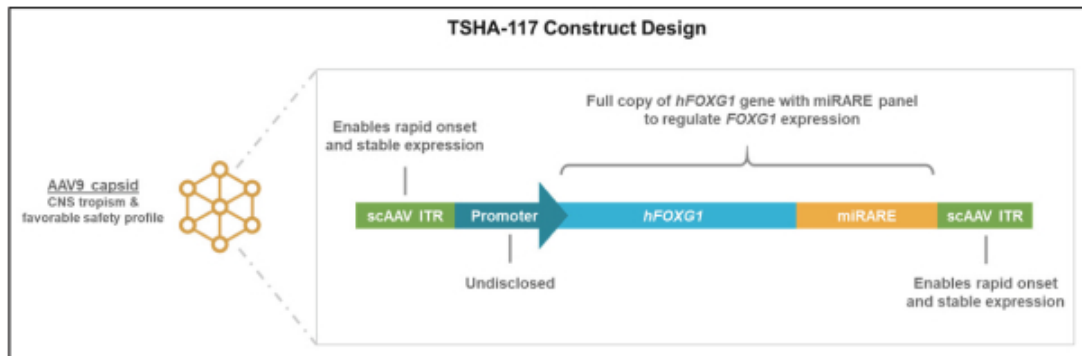 TSHA-117 Construct Design
Full copy of hFOXG1 gene with miRARE panel
to regulate FOXG1 expression
Enables rapid onset
and stable expression
AAV9 capsid
CNS tropism &
favorable safety profile
scAAV ITR Promoter hFOXG1 miRARE scAAV ITR
Undisclosed
Enables rapid onset
and stable expression